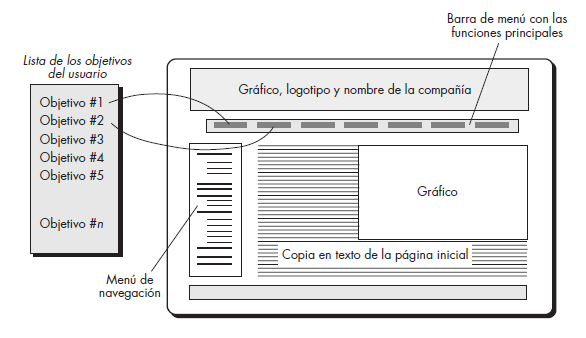 Barra de menú con las
funciones principales
Lista de los objetivos
del usuario
Objetivo #1
Objetivo #2
Objetivo #3
Objetivo #4
Objetivo #5
Objetivo #n
Gráfico, logotipo y nombre de la compañía
Gráfico
Copia en texto de la página inicial
Menú de
navegación